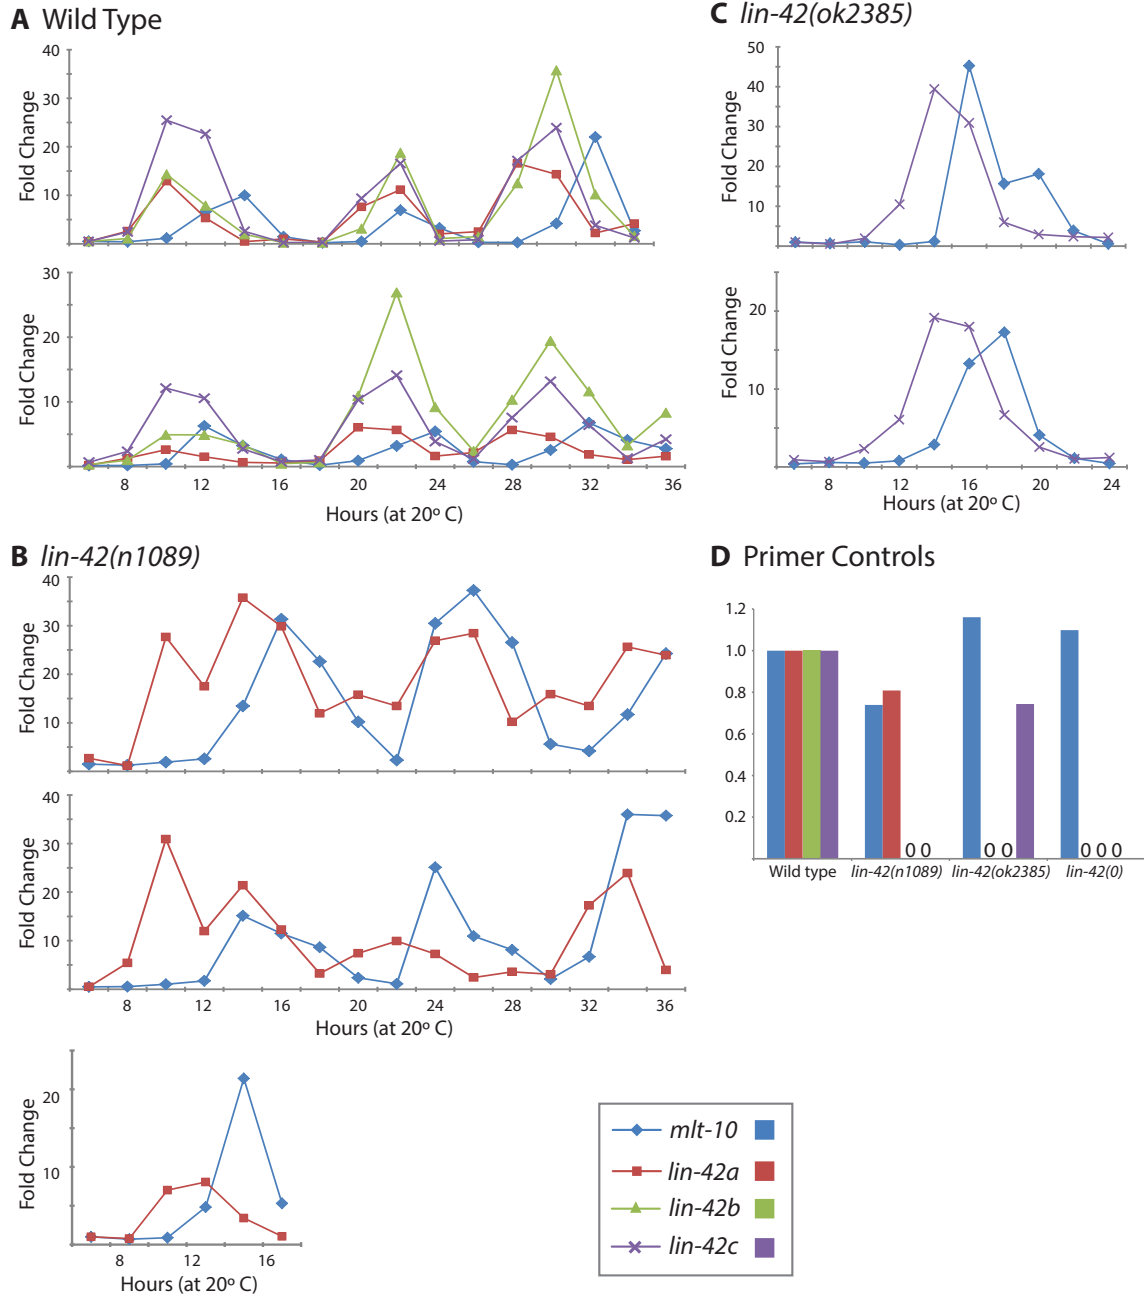 A Wild Type
40
30
20
10
Fold Change
30
20
10
Fold Change
8 12 16 20 24 28 32 36
Hours (at 20º C)
B lin-42(n1089)
40
30
20
10
Fold Change
40
30
20
10
Fold Change
8 12 16 20 24 28 32 36
Hours (at 20º C)
20
10
Fold Change
8 12 16
Hours (at 20º C)
C lin-42(ok2385)
50
40
30
20
10
Fold Change
20
10
Fold Change
8 12 16 20 24
Hours (at 20º C)
D Primer Controls
1.2
1.0
0.8
0.6
0.4
0.2
0 0 0 0 0 0 0
Wild type lin-42(n1089) lin-42(ok2385) lin-42(0)
mlt-10
lin-42a
lin-42b
lin-42c